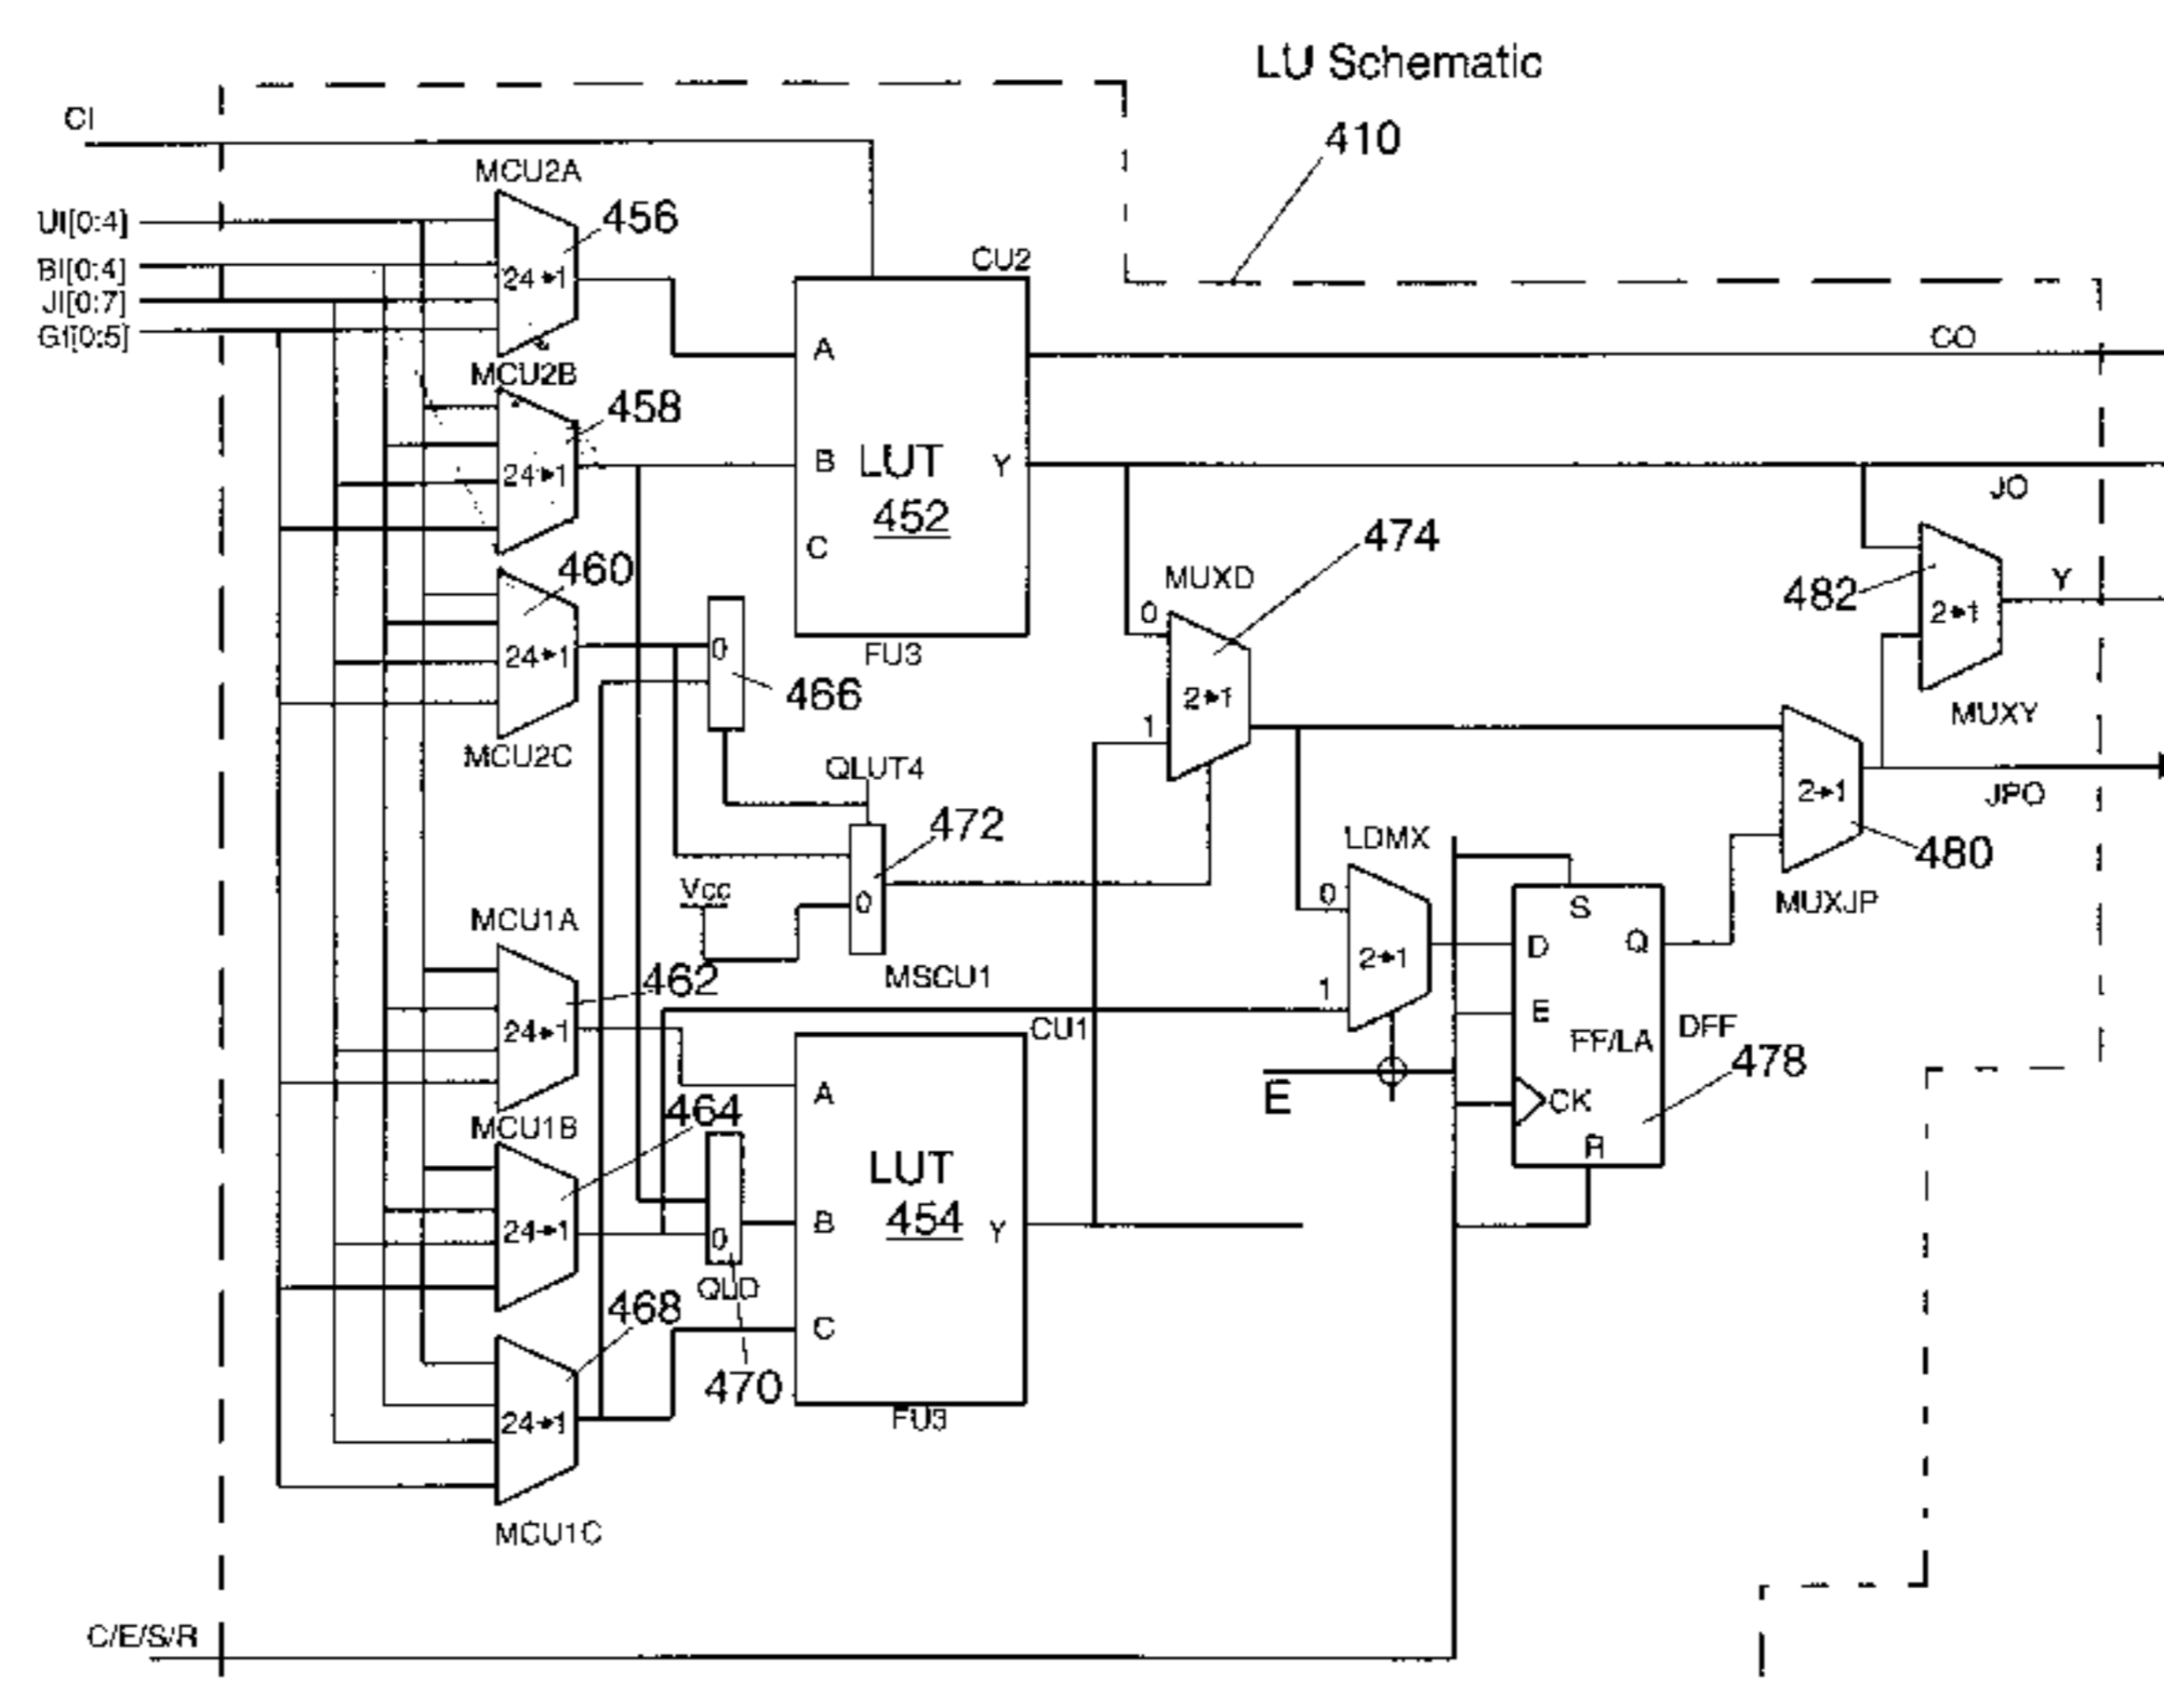 LU Schematic
410
CI
MCU2A
UI[0:4]
456
BI[0:4]
24→1
CU2
JI[0:7]
GI[0:5]
CO
A
MCU2B
458
B
LUT
Y
24→1
JO
452
474
C
460
MUXD
0
482
Y
2→1
24→1
0
FU3
466
2→1
1
MUXY
MCU2C
QLUT4
2→1
JPO
472
LDMX
480
Vcc
0
0
MUXJP
S
MCU1A
D
Q
2→1
462
MSCU1
1
E
24→1
CU1
FF/LA
DFF
478
E
A
CK
464
MCU1B
R
LUT
B
454
Y
24→1
0
QUD
468
C
470
24→1
FU3
MCU1C
C/E/S/R